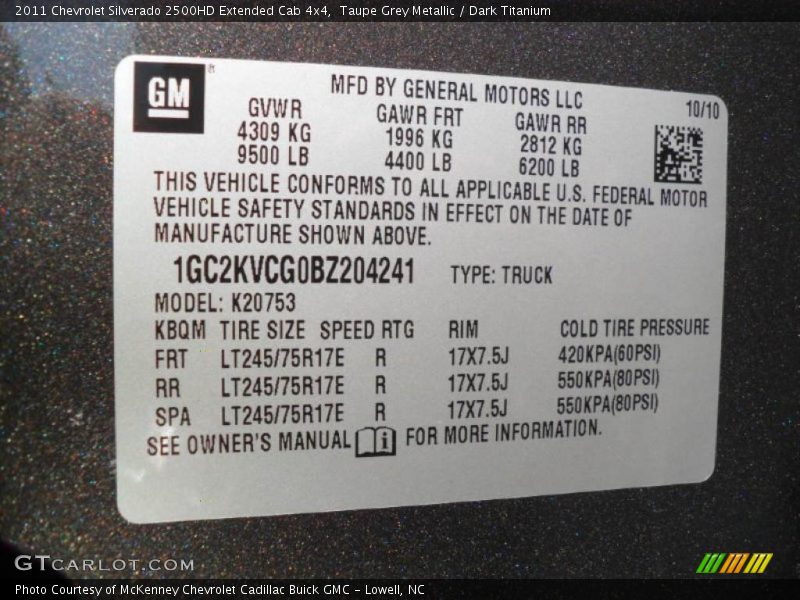 2011 Chevrolet Silverado 2500HD Extended Cab 4x4, Taupe Grey Metallic / Dark Titanium
GM
MFD BY GENERAL MOTORS LLC
10/10
GVWR GAWR FRT GAWR RR
4309 KG 1996 KG 2812 KG
9500 LB 4400 LB 6200 LB
THIS VEHICLE CONFORMS TO ALL APPLICABLE U.S. FEDERAL MOTOR
VEHICLE SAFETY STANDARDS IN EFFECT ON THE DATE OF
MANUFACTURE SHOWN ABOVE.
1GC2KVCG0BZ204241 TYPE: TRUCK
MODEL: K20753
KBQM TIRE SIZE SPEED RTG RIM COLD TIRE PRESSURE
FRT LT245/75R17E R 17X7.5J 420KPA(60PSI)
RR LT245/75R17E R 17X7.5J 550KPA(80PSI)
SPA LT245/75R17E R 17X7.5J 550KPA(80PSI)
SEE OWNER'S MANUAL i FOR MORE INFORMATION.
GTCARLOT.COM
Photo Courtesy of McKenney Chevrolet Cadillac Buick GMC - Lowell, NC